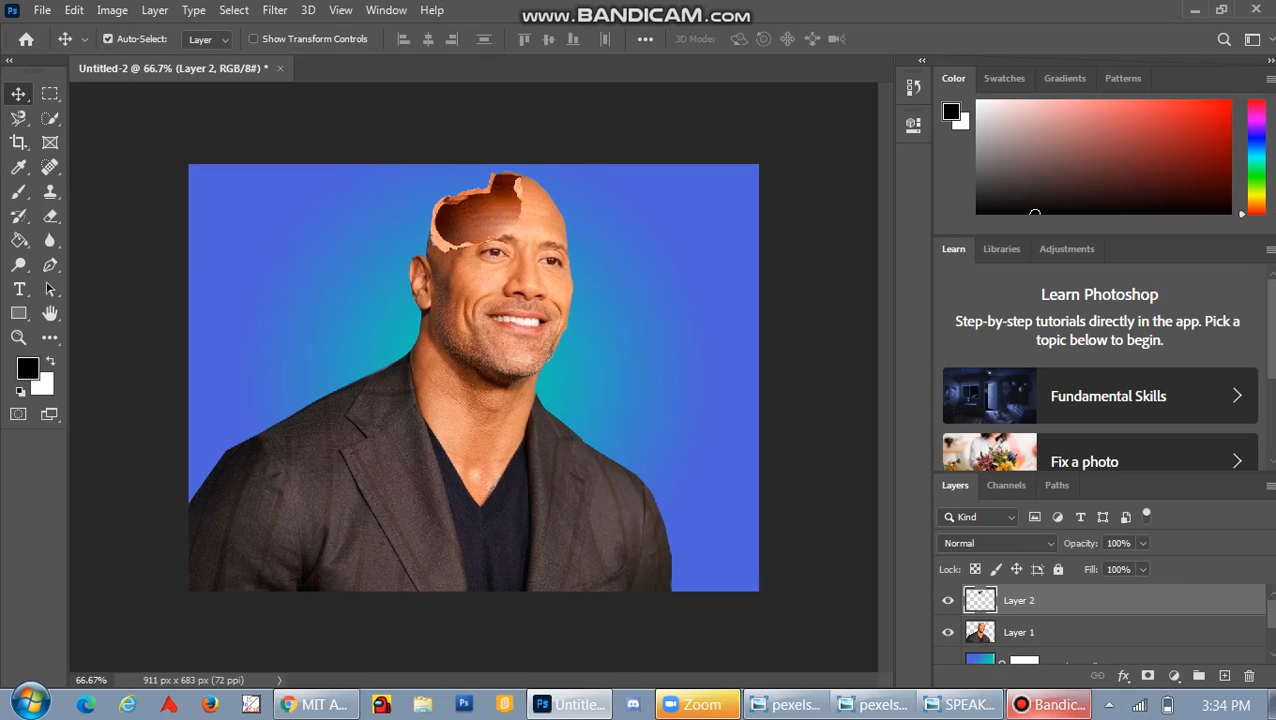 www.BANDICAM.com
Ps File Edit Image Layer Type Select Filter 3D View Window Help
Auto-Select: Layer Show Transform Controls 3D Mode:
Untitled-2 @ 66.7% (Layer 2, RGB/8#) *
Color Swatches Gradients Patterns
Learn Libraries Adjustments
Learn Photoshop
Step-by-step tutorials directly in the app. Pick a
topic below to begin.
Fundamental Skills
Fix a photo
Layers Channels Paths
Kind
Normal Opacity: 100%
Lock: Fill: 100%
Layer 2
Layer 1
66.67% 911 px x 683 px (72 ppi)
MIT A... Ps Ps Untitle... Zoom pexels... pexels... SPEAK... Bandic... 3:34 PM